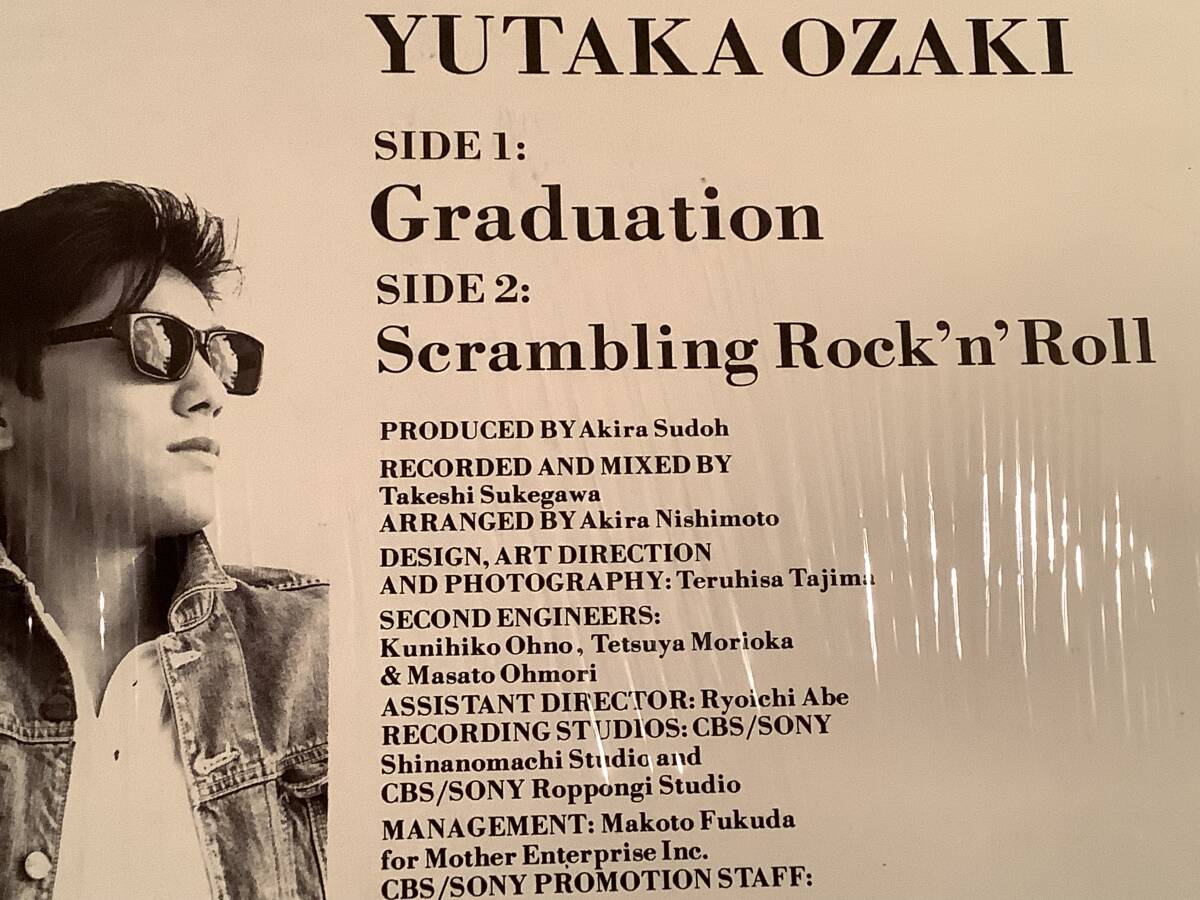 YUTAKA OZAKI
SIDE 1:
Graduation
SIDE 2:
Scrambling Rock'n' Roll
PRODUCED BY Akira Sudoh
RECORDED AND MIXED BY
Takeshi Sukegawa
ARRANGED BY Akira Nishimoto
DESIGN, ART DIRECTION
AND PHOTOGRAPHY: Teruhisa Tajima
SECOND ENGINEERS:
Kunihiko Ohno, Tetsuya Morioka
& Masato Ohmori
ASSISTANT DIRECTOR: Ryoichi Abe
RECORDING STUDIOS: CBS/SONY
Shinanomachi Studio and
CBS/SONY Roppongi Studio
MANAGEMENT: Makoto Fukuda
for Mother Enterprise Inc.
CBS/SONY PROMOTION STAFF: